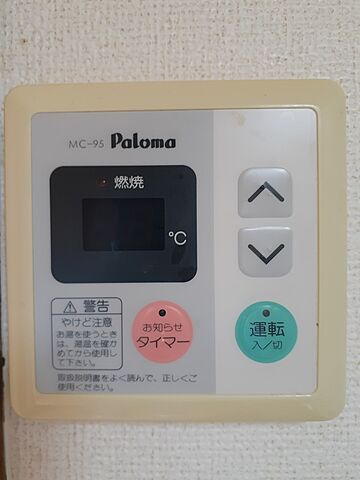 MC-95 Paloma
燃焼
℃
警告
やけど注意
お湯を使うとき
は、湯温を確か
めてから使用し
て下さい。
お知らせ
タイマー
運転
入/切
取扱説明書をよく読んで、正しくご
使用ください。